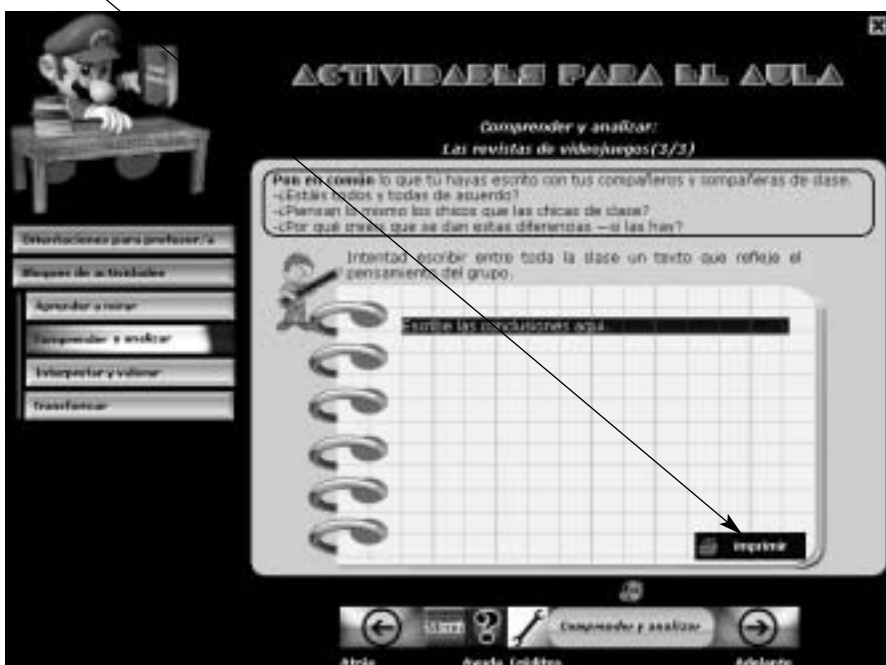 ACTIVIDADES PARA EL AULA
Comprender y analizar:
Las revistas de videojuegos(3/3)
Pon en común lo que tú hayas escrito con tus compañeros y compañeras de clase.
-¿Estáis todos y todas de acuerdo?
-¿Piensan lo mismo los chicos que las chicas de clase?
-¿Por qué creéis que se dan estas diferencias —si las hay?
Orientaciones para profesor/a
Bloques de actividades
Aprender a mirar
Comprender y analizar
Interpretar y valorar
Transformar
Intentad escribir entre toda la clase un texto que refleje el
pensamiento del grupo.
Escribe las conclusiones aquí.
imprimir
Comprender y analizar
Atrás
Ayuda
Créditos
Adelante